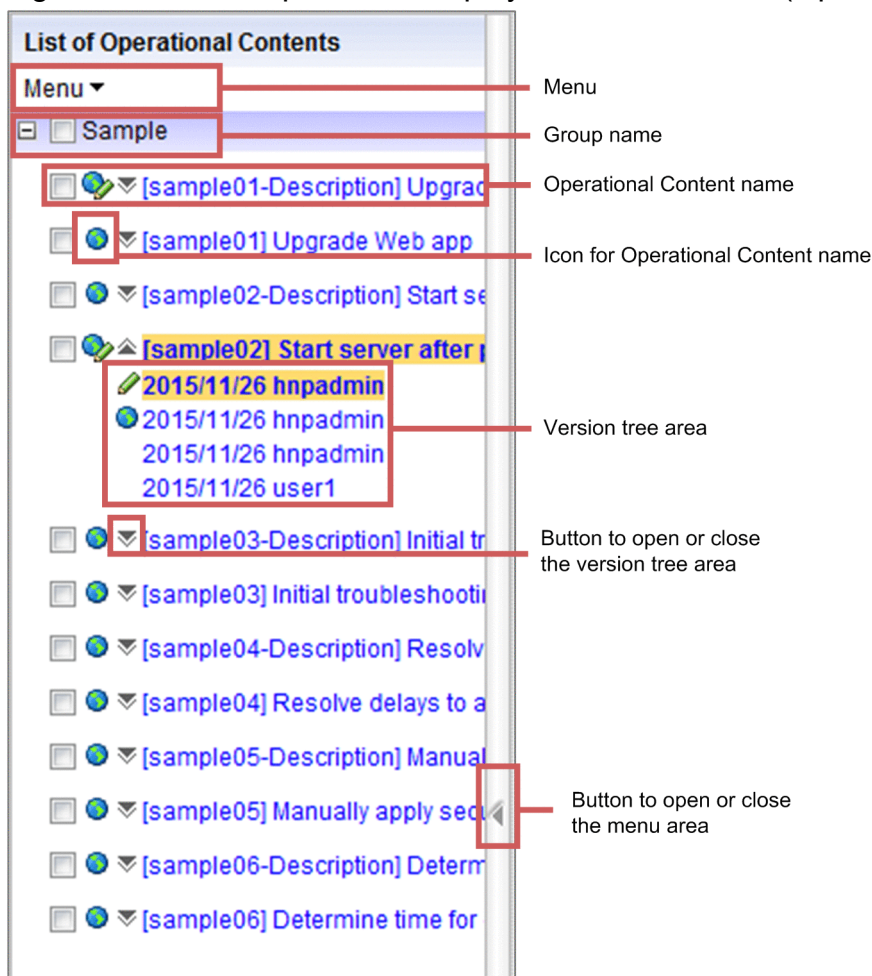 List of Operational Contents
Menu
Menu
Sample
Group name
[sample01-Description] Upgrad
Operational Content name
[sample01] Upgrade Web app
Icon for Operational Content name
[sample02-Description] Start se
[sample02] Start server after
2015/11/26 hnpadmin
2015/11/26 hnpadmin
Version tree area
2015/11/26 hnpadmin
2015/11/26 user1
[sample03-Description] Initial tr
Button to open or close
the version tree area
[sample03] Initial troubleshootin
[sample04-Description] Resolv
[sample04] Resolve delays to a
[sample05-Description] Manual
[sample05] Manually apply secu
Button to open or close
the menu area
[sample06-Description] Determ
[sample06] Determine time for